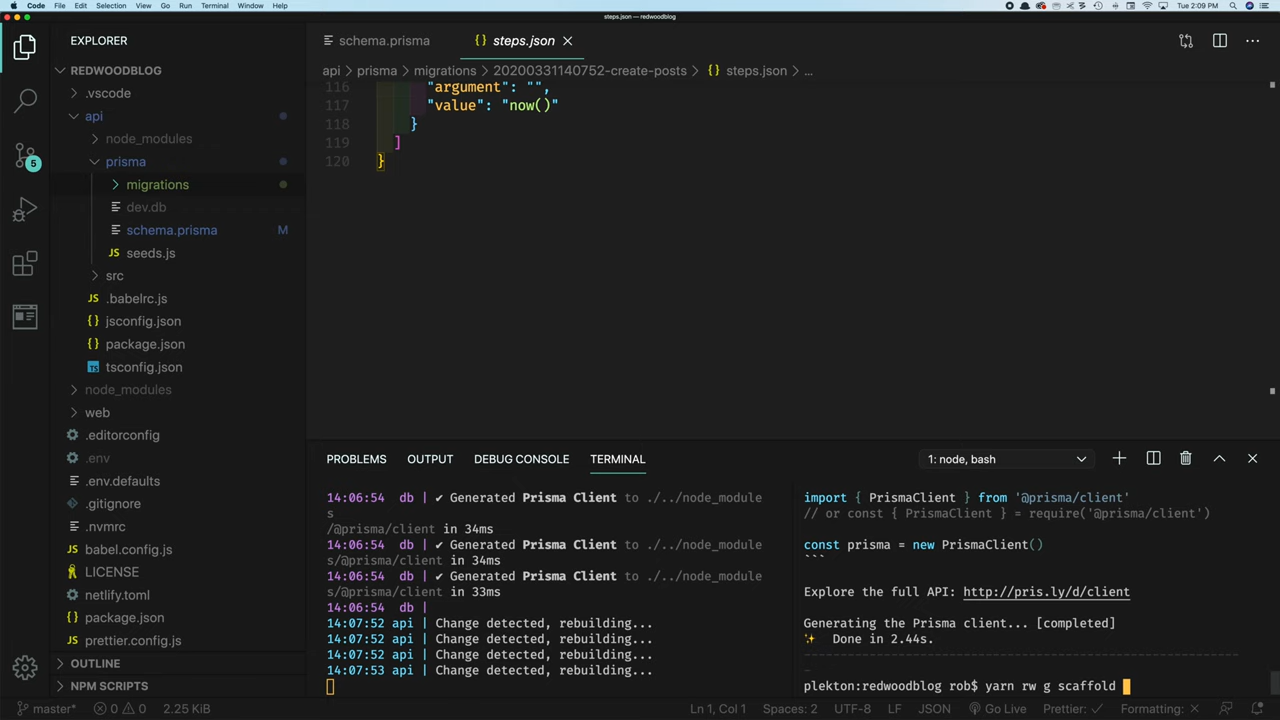 Code File Edit Selection View Go Run Terminal Window Help
Tue 2:09 PM Rob Cameron
steps.json — redwoodblog
EXPLORER
REDWOODBLOG
.vscode
api
node_modules
prisma
migrations
dev.db
schema.prisma M
JS seeds.js
src
JS .babelrc.js
{} jsconfig.json
{} package.json
tsconfig.json
node_modules
web
.editorconfig
.env
.env.defaults
.gitignore
.nvmrc
babel.config.js
LICENSE
netlify.toml
package.json
prettier.config.js
OUTLINE
NPM SCRIPTS
5
schema.prisma
{} steps.json
api > prisma > migrations > 20200331140752-create-posts > {} steps.json > ...
116 "argument": "",
117 "value": "now()"
118 }
119 ]
120 }
PROBLEMS OUTPUT DEBUG CONSOLE TERMINAL
1: node, bash
14:06:54 db | ✔ Generated Prisma Client to ./../node_module
s
/@prisma/client in 34ms
14:06:54 db | ✔ Generated Prisma Client to ./../node_module
s/@prisma/client in 34ms
14:06:54 db | ✔ Generated Prisma Client to ./../node_module
s/@prisma/client in 33ms
14:06:54 db |
14:07:52 api | Change detected, rebuilding...
14:07:52 api | Change detected, rebuilding...
14:07:52 api | Change detected, rebuilding...
14:07:53 api | Change detected, rebuilding...
import { PrismaClient } from '@prisma/client'
// or const { PrismaClient } = require('@prisma/client')
const prisma = new PrismaClient()
```
Explore the full API: http://pris.ly/d/client
Generating the Prisma client... [completed]
✨ Done in 2.44s.
plekton:redwoodblog rob$ yarn rw g scaffold
master* 0 0 2.25 KiB
Ln 1, Col 1 Spaces: 2 UTF-8 LF JSON Go Live Prettier: ✓ Formatting: ✕